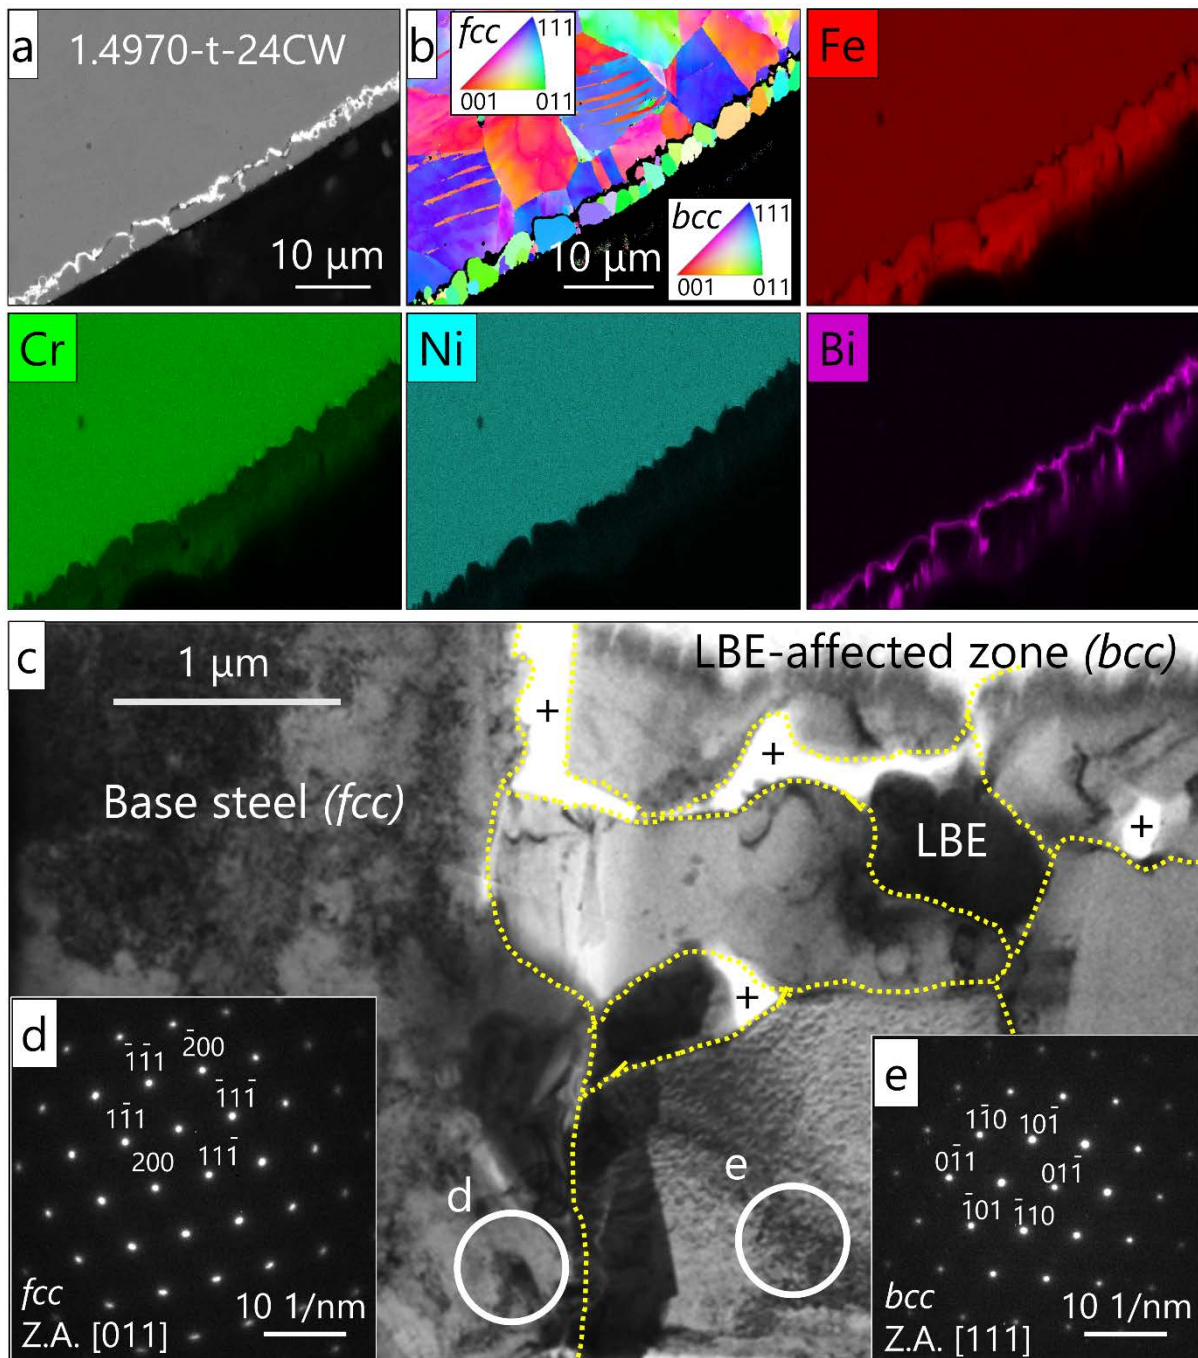 a
1.4970-t-24CW
10 µm
b
fcc
111
001
011
bcc
111
001
011
10 µm
Fe
Cr
Ni
Bi
c
1 µm
LBE-affected zone (bcc)
+
+
Base steel (fcc)
LBE
+
+
d
2̄00
1̄1̄1
1̄11̄
11̄1
200
111̄
fcc
Z.A. [011]
10 1/nm
d
e
e
11̄0
101̄
01̄1
011̄
1̄01
1̄10
bcc
Z.A. [111]
10 1/nm